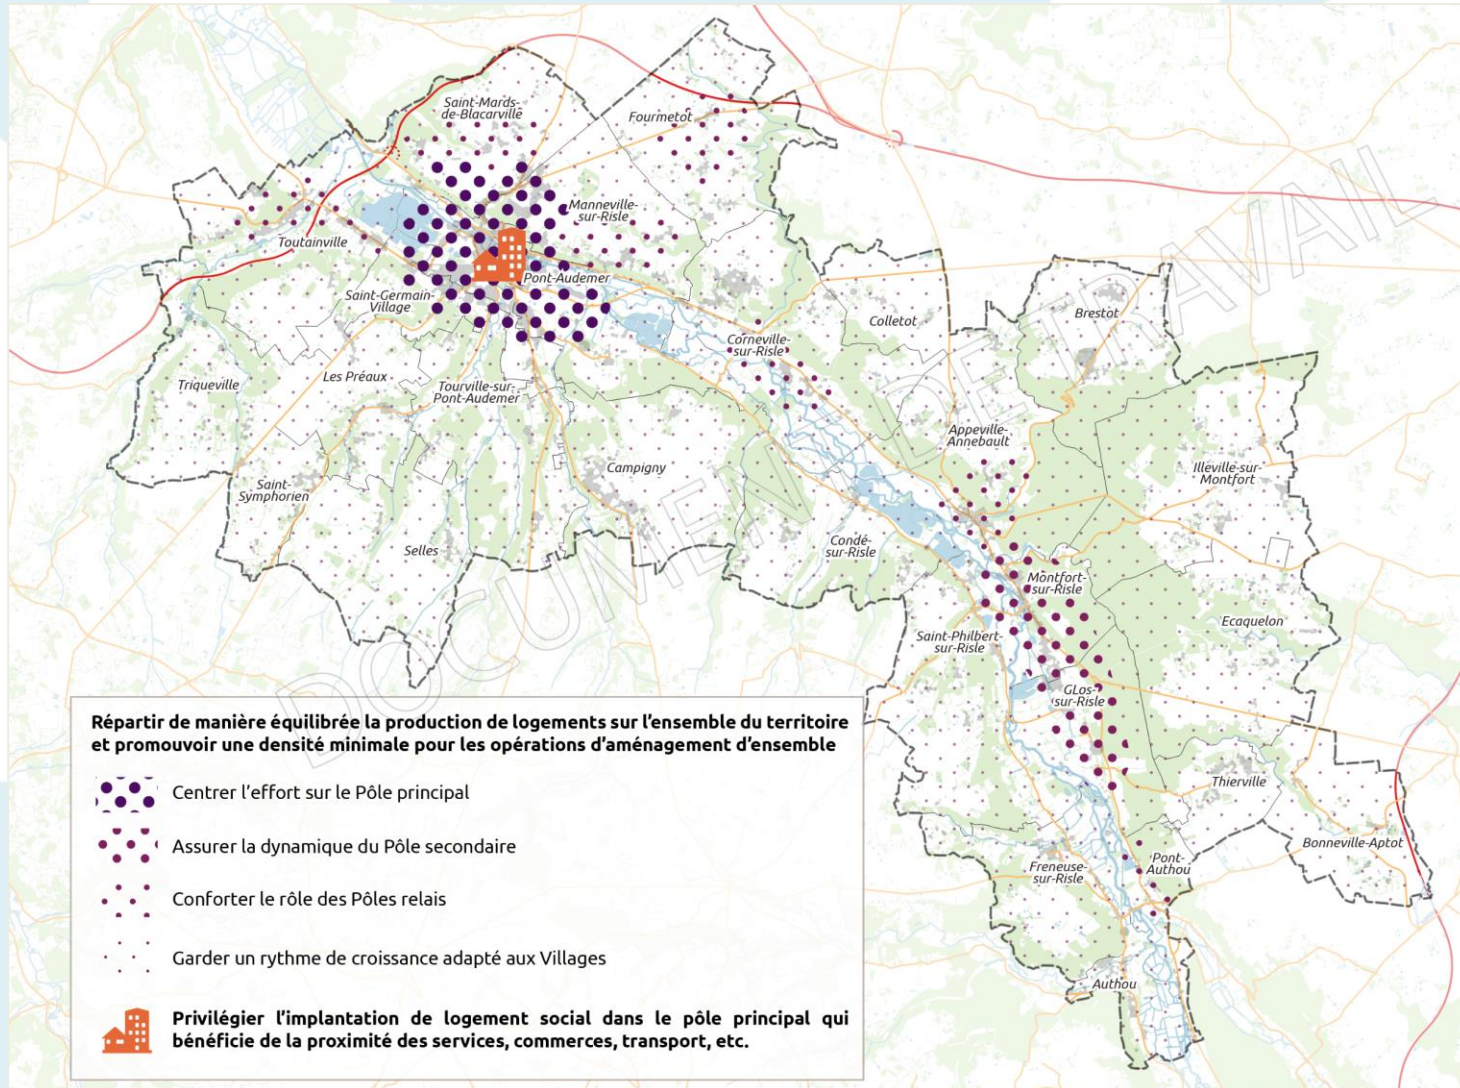 Saint-Mards-
de-Blacarville
Fourmetot
Manneville-
sur-Risle
Toutainville
Pont-Audemer
Saint-Germain-
Village
Colletot
Brestot
Corneville-
sur-Risle
Triqueville
Les Préaux
Tourville-sur-
Pont-Audemer
Appeville-
Annebault
Campigny
Illeville-sur-
Montfort
Saint-
Symphorien
Selles
Condé-
sur-Risle
Montfort-
sur-Risle
Ecaquelon
Saint-Philbert-
sur-Risle
GLos-
sur-Risle
Thierville
Bonneville-Aptot
Freneuse-
sur-Risle
Pont-
Authou
Authou
DOCUMENT DE TRAVAIL
Répartir de manière équilibrée la production de logements sur l'ensemble du territoire
et promouvoir une densité minimale pour les opérations d'aménagement d'ensemble
Centrer l'effort sur le Pôle principal
Assurer la dynamique du Pôle secondaire
Conforter le rôle des Pôles relais
Garder un rythme de croissance adapté aux Villages
Privilégier l'implantation de logement social dans le pôle principal qui
bénéficie de la proximité des services, commerces, transport, etc.